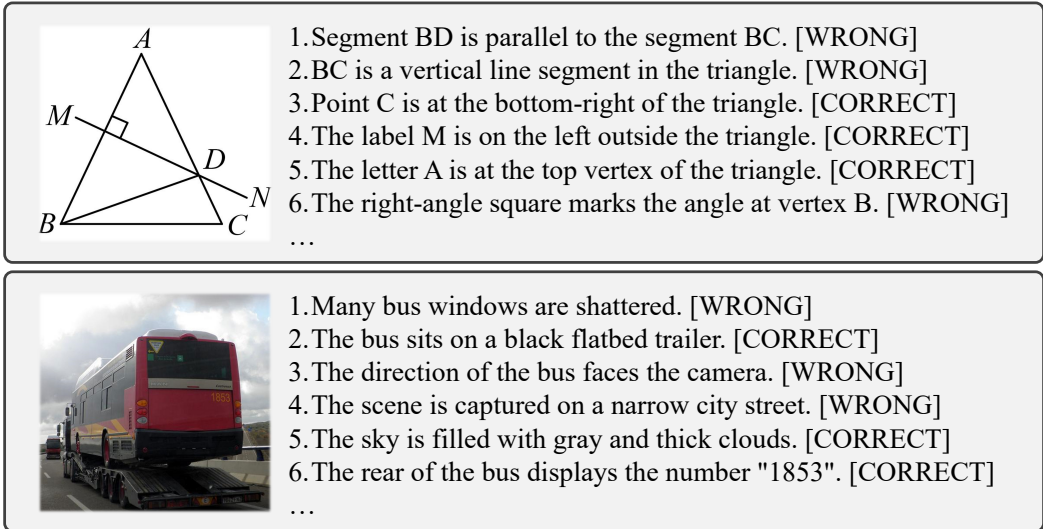 A
M
D
N
B
C
1.Segment BD is parallel to the segment BC. [WRONG]
2.BC is a vertical line segment in the triangle. [WRONG]
3.Point C is at the bottom-right of the triangle. [CORRECT]
4.The label M is on the left outside the triangle. [CORRECT]
5.The letter A is at the top vertex of the triangle. [CORRECT]
6.The right-angle square marks the angle at vertex B. [WRONG]
…
1853
1.Many bus windows are shattered. [WRONG]
2.The bus sits on a black flatbed trailer. [CORRECT]
3.The direction of the bus faces the camera. [WRONG]
4.The scene is captured on a narrow city street. [WRONG]
5.The sky is filled with gray and thick clouds. [CORRECT]
6.The rear of the bus displays the number "1853". [CORRECT]
…